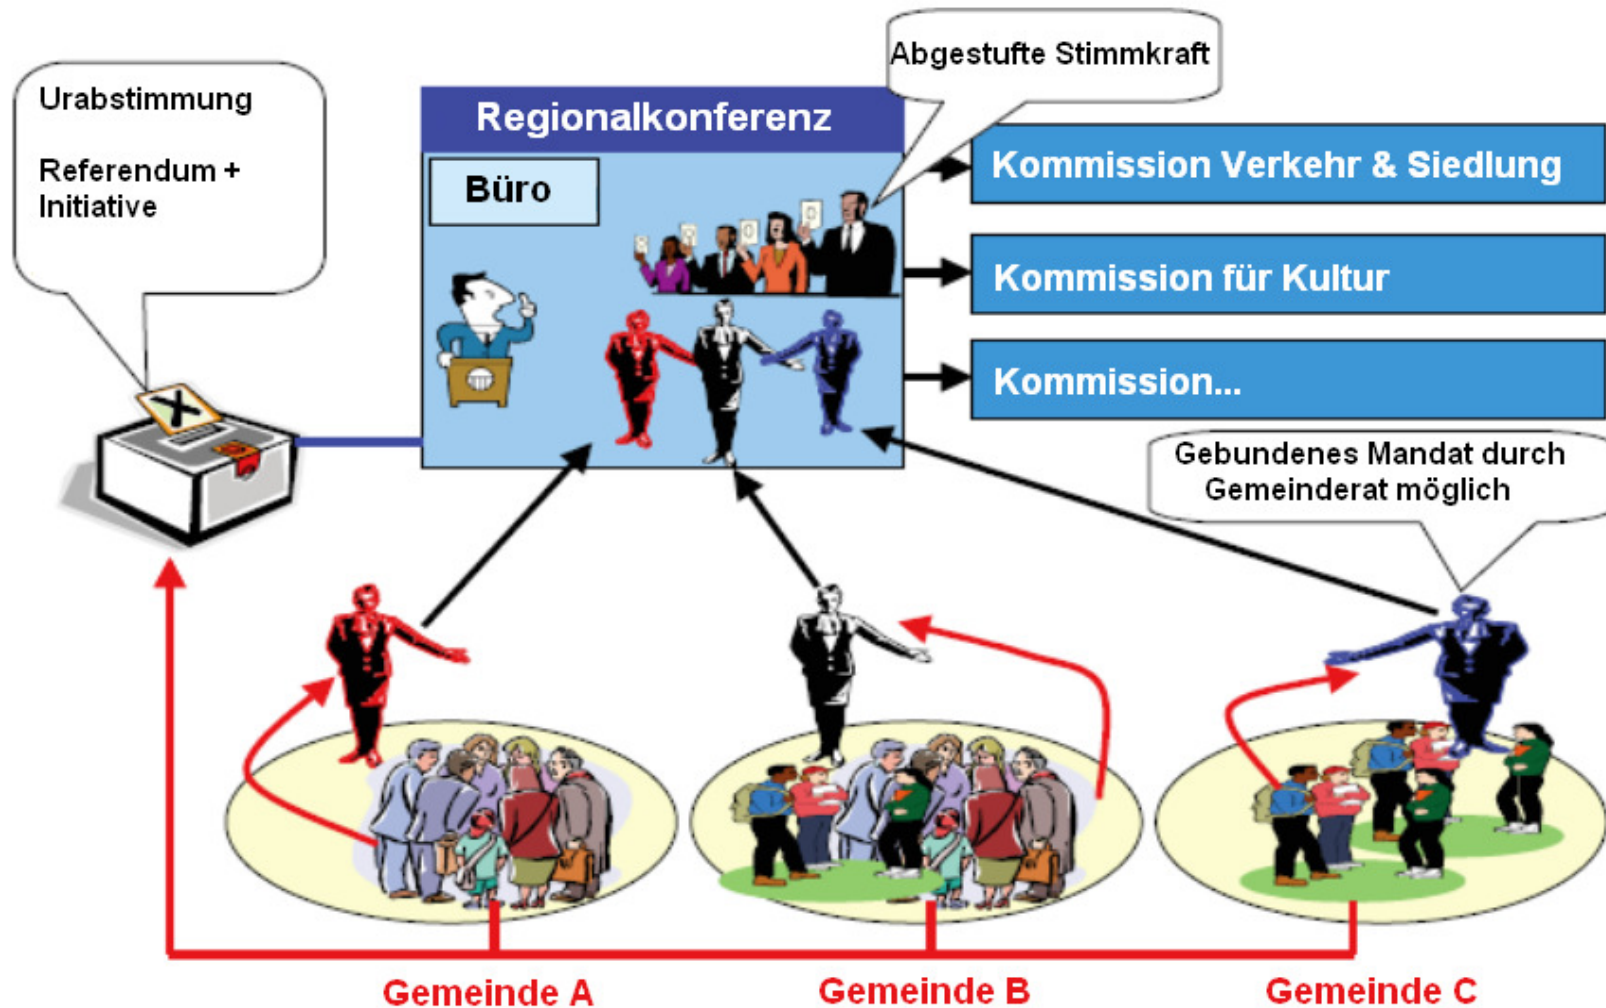 Abgestufte Stimmkraft
Urabstimmung
Referendum +
Initiative
Regionalkonferenz
Büro
Kommission Verkehr & Siedlung
Kommission für Kultur
Kommission...
Gebundenes Mandat durch
Gemeinderat möglich
Gemeinde A
Gemeinde B
Gemeinde C